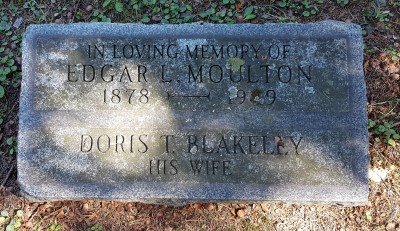 IN LOVING MEMORY OF
EDGAR L. MOULTON
1878
DORIS T. BLAKELEY
HIS WIFE